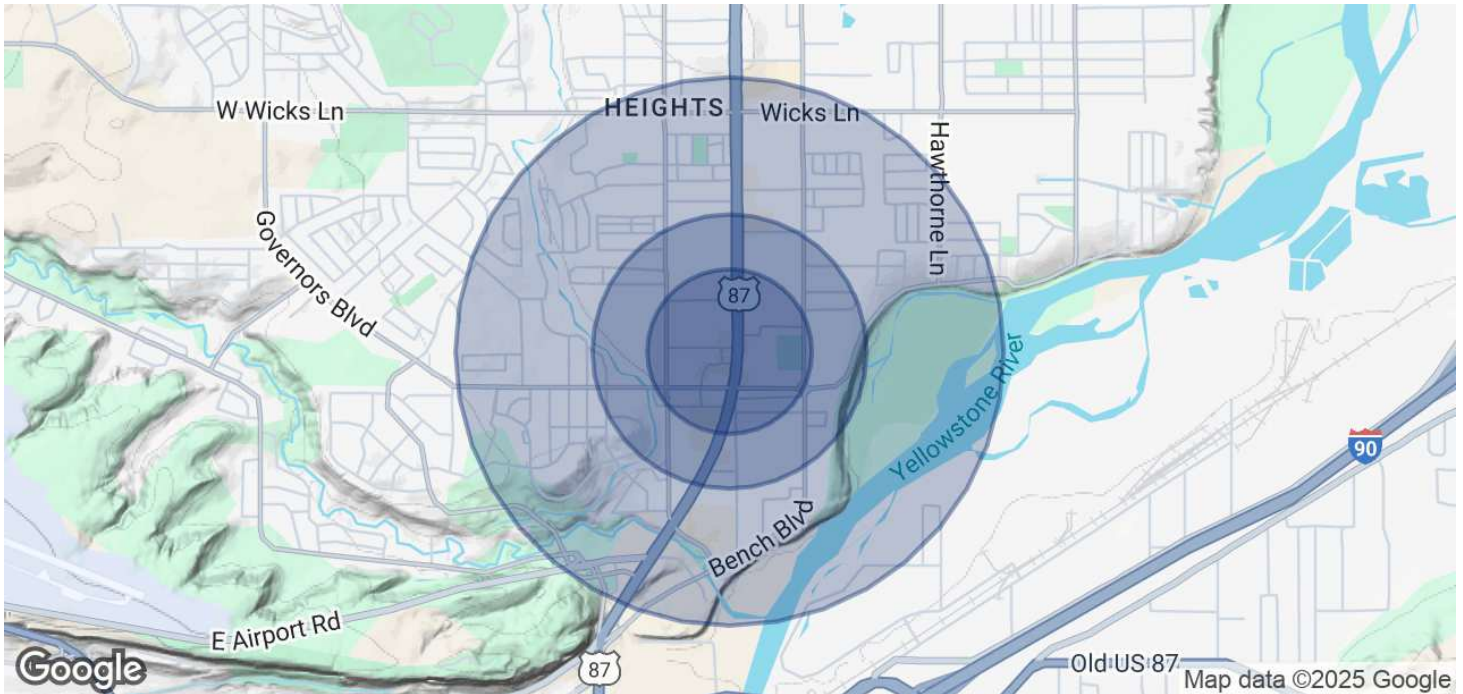 W Wicks Ln
HEIGHTS
Wicks Ln
Hawthorne Ln
Governors Blvd
87
Yellowstone River
90
Bench Blvd
E Airport Rd
87
Old US 87
Google
Map data ©2025 Google